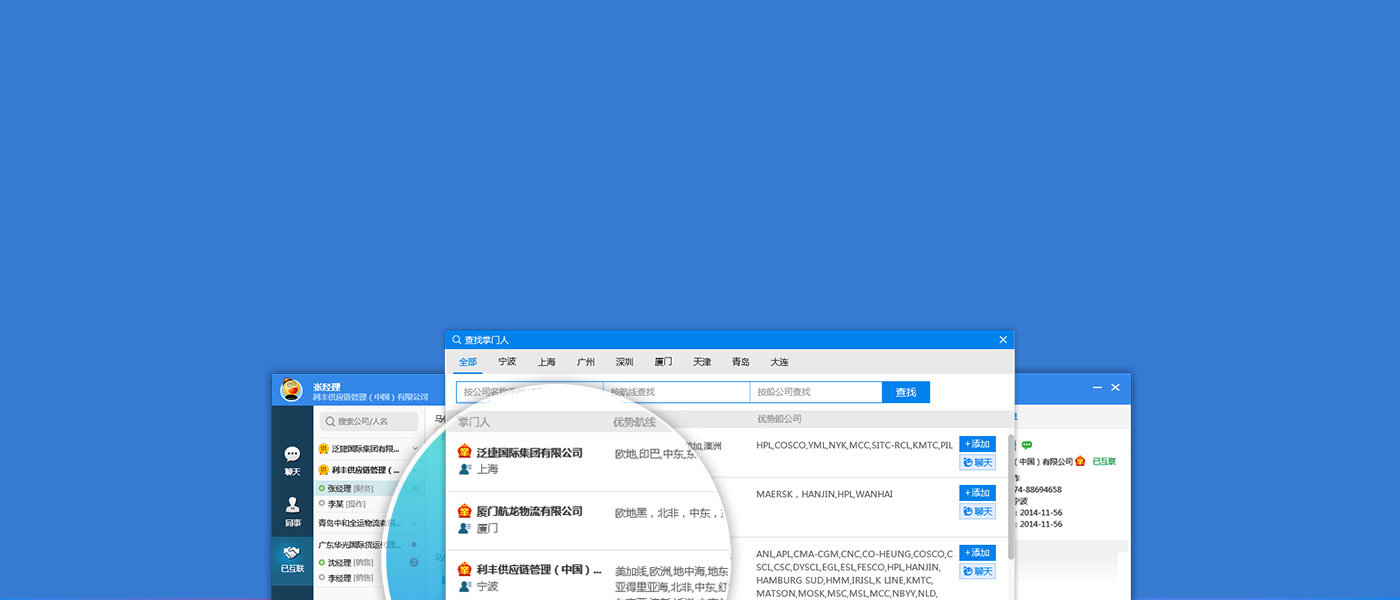 查找掌门人
全部 宁波 上海 广州 深圳 厦门 天津 青岛 大连
按公司名称 按航线查找 按船公司查找 查找
掌门人 优势航线 优势船公司
泛捷国际集团有限公司
上海
欧地,印巴,中东,东
加,澳洲
HPL,COSCO,YML,NYK,MCC,SITC-RCL,KMTC,PIL
+添加
聊天
厦门航龙物流有限公司
厦门
欧地黑,北非,中东,
MAERSK,HANJIN,HPL,WANHAI
+添加
聊天
利丰供应链管理(中国)...
宁波
美加线,欧洲,地中海,地东
亚得里亚海,北非,中东,红
ANL,APL,CMA-CGM,CNC,CO-HEUNG,COSCO,C
SCL,CSC,DYSCL,EGL,ESL,FESCO,HPL,HANJIN,
HAMBURG SUD,HMM,IRISL,K LINE,KMTC,
MATSON,MOSK,MSC,MSL,MCC,NBYY,NLD,
+添加
聊天
张经理
利丰供应链管理(中国)有限公司
搜索公司/人名
聊天
同事
已互联
泛捷国际集团有限...
利丰供应链管理(...
张经理 [财务]
李某 [操作]
青岛中和全运物流有限...
广东华光国际货运代理...
沈经理 [销售]
2
李经理 [销售]
中国)有限公司 已互联
74-88694658
宁波
: 2014-11-56
: 2014-11-56